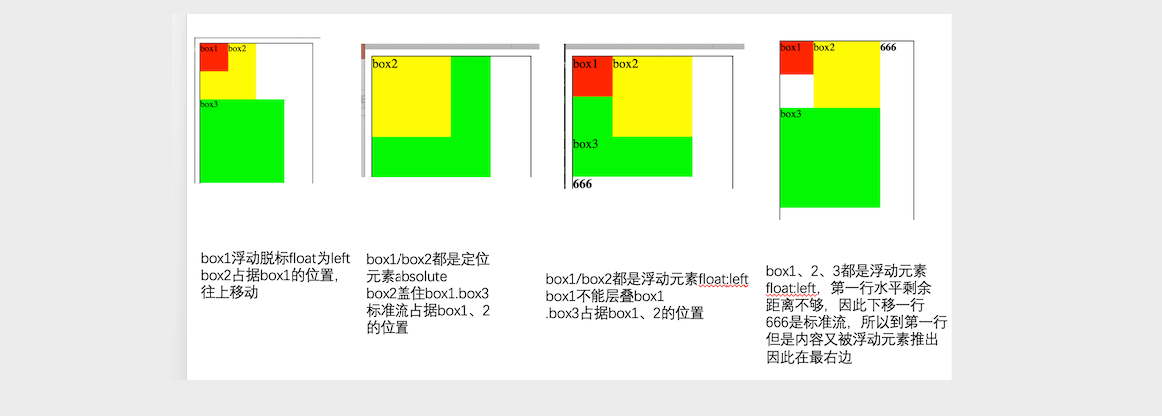 box1 box2
box3
box2
box1 box2
box3
666
box1 box2 666
box3
box1浮动脱标float为left
box2占据box1的位置,
往上移动
box1/box2都是定位
元素absolute
box2盖住box1.box3
标准流占据box1、2
的位置
box1/box2都是浮动元素float:left
box1不能层叠box1
.box3占据box1、2的位置
box1、2、3都是浮动元素
float:left，第一行水平剩余
距离不够，因此下移一行
666是标准流，所以到第一行
但是内容又被浮动元素推出
因此在最右边